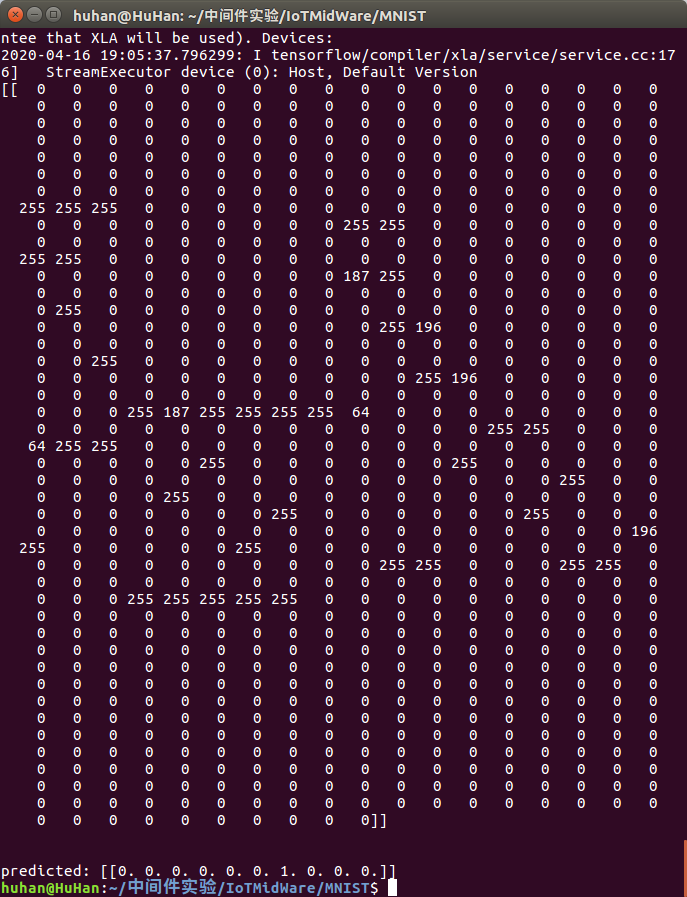 huhan@HuHan: ~/中间件实验/IoTMidWare/MNIST
ntee that XLA will be used). Devices:
2020-04-16 19:05:37.796299: I tensorflow/compiler/xla/service/service.cc:17
6]   StreamExecutor device (0): Host, Default Version
[[ 0 0 0 0 0 0 0 0 0 0 0 0 0 0 0 0 0 0
0 0 0 0 0 0 0 0 0 0 0 0 0 0 0 0 0 0
0 0 0 0 0 0 0 0 0 0 0 0 0 0 0 0 0 0
0 0 0 0 0 0 0 0 0 0 0 0 0 0 0 0 0 0
0 0 0 0 0 0 0 0 0 0 0 0 0 0 0 0 0 0
0 0 0 0 0 0 0 0 0 0 0 0 0 0 0 0 0 0
0 0 0 0 0 0 0 0 0 0 0 0 0 0 0 0 0 0
255 255 255 0 0 0 0 0 0 0 0 0 0 0 0 0 0 0
0 0 0 0 0 0 0 0 0 255 255 0 0 0 0 0 0 0
0 0 0 0 0 0 0 0 0 0 0 0 0 0 0 0 0 0
255 255 0 0 0 0 0 0 0 0 0 0 0 0 0 0 0 0
0 0 0 0 0 0 0 0 0 187 255 0 0 0 0 0 0 0
0 0 0 0 0 0 0 0 0 0 0 0 0 0 0 0 0 0
0 255 0 0 0 0 0 0 0 0 0 0 0 0 0 0 0 0
0 0 0 0 0 0 0 0 0 0 255 196 0 0 0 0 0 0
0 0 0 0 0 0 0 0 0 0 0 0 0 0 0 0 0 0
0 0 255 0 0 0 0 0 0 0 0 0 0 0 0 0 0 0
0 0 0 0 0 0 0 0 0 0 0 255 196 0 0 0 0 0
0 0 0 0 0 0 0 0 0 0 0 0 0 0 0 0 0 0
0 0 0 255 187 255 255 255 255 64 0 0 0 0 0 0 0 0
0 0 0 0 0 0 0 0 0 0 0 0 0 255 255 0 0 0
64 255 255 0 0 0 0 0 0 0 0 0 0 0 0 0 0 0
0 0 0 0 0 255 0 0 0 0 0 0 255 0 0 0 0 0
0 0 0 0 0 0 0 0 0 0 0 0 0 0 0 255 0 0
0 0 0 0 255 0 0 0 0 0 0 0 0 0 0 0 0 0
0 0 0 0 0 0 0 255 0 0 0 0 0 0 255 0 0 0
0 0 0 0 0 0 0 0 0 0 0 0 0 0 0 0 0 196
255 0 0 0 0 0 255 0 0 0 0 0 0 0 0 0 0 0
0 0 0 0 0 0 0 0 0 0 255 255 0 0 0 255 255 0
0 0 0 0 0 0 0 0 0 0 0 0 0 0 0 0 0 0
0 0 0 255 255 255 255 255 0 0 0 0 0 0 0 0 0 0
0 0 0 0 0 0 0 0 0 0 0 0 0 0 0 0 0 0
0 0 0 0 0 0 0 0 0 0 0 0 0 0 0 0 0 0
0 0 0 0 0 0 0 0 0 0 0 0 0 0 0 0 0 0
0 0 0 0 0 0 0 0 0 0 0 0 0 0 0 0 0 0
0 0 0 0 0 0 0 0 0 0 0 0 0 0 0 0 0 0
0 0 0 0 0 0 0 0 0 0 0 0 0 0 0 0 0 0
0 0 0 0 0 0 0 0 0 0 0 0 0 0 0 0 0 0
0 0 0 0 0 0 0 0 0 0 0 0 0 0 0 0 0 0
0 0 0 0 0 0 0 0 0 0 0 0 0 0 0 0 0 0
0 0 0 0 0 0 0 0 0 0 0 0 0 0 0 0 0 0
0 0 0 0 0 0 0 0 0 0 0 0 0 0 0 0 0 0
0 0 0 0 0 0 0 0 0 0 0 0 0 0 0 0 0 0
0 0 0 0 0 0 0 0 0 0]]
predicted: [[0. 0. 0. 0. 0. 0. 1. 0. 0. 0.]]
huhan@HuHan:~/中间件实验/IoTMidWare/MNIST$